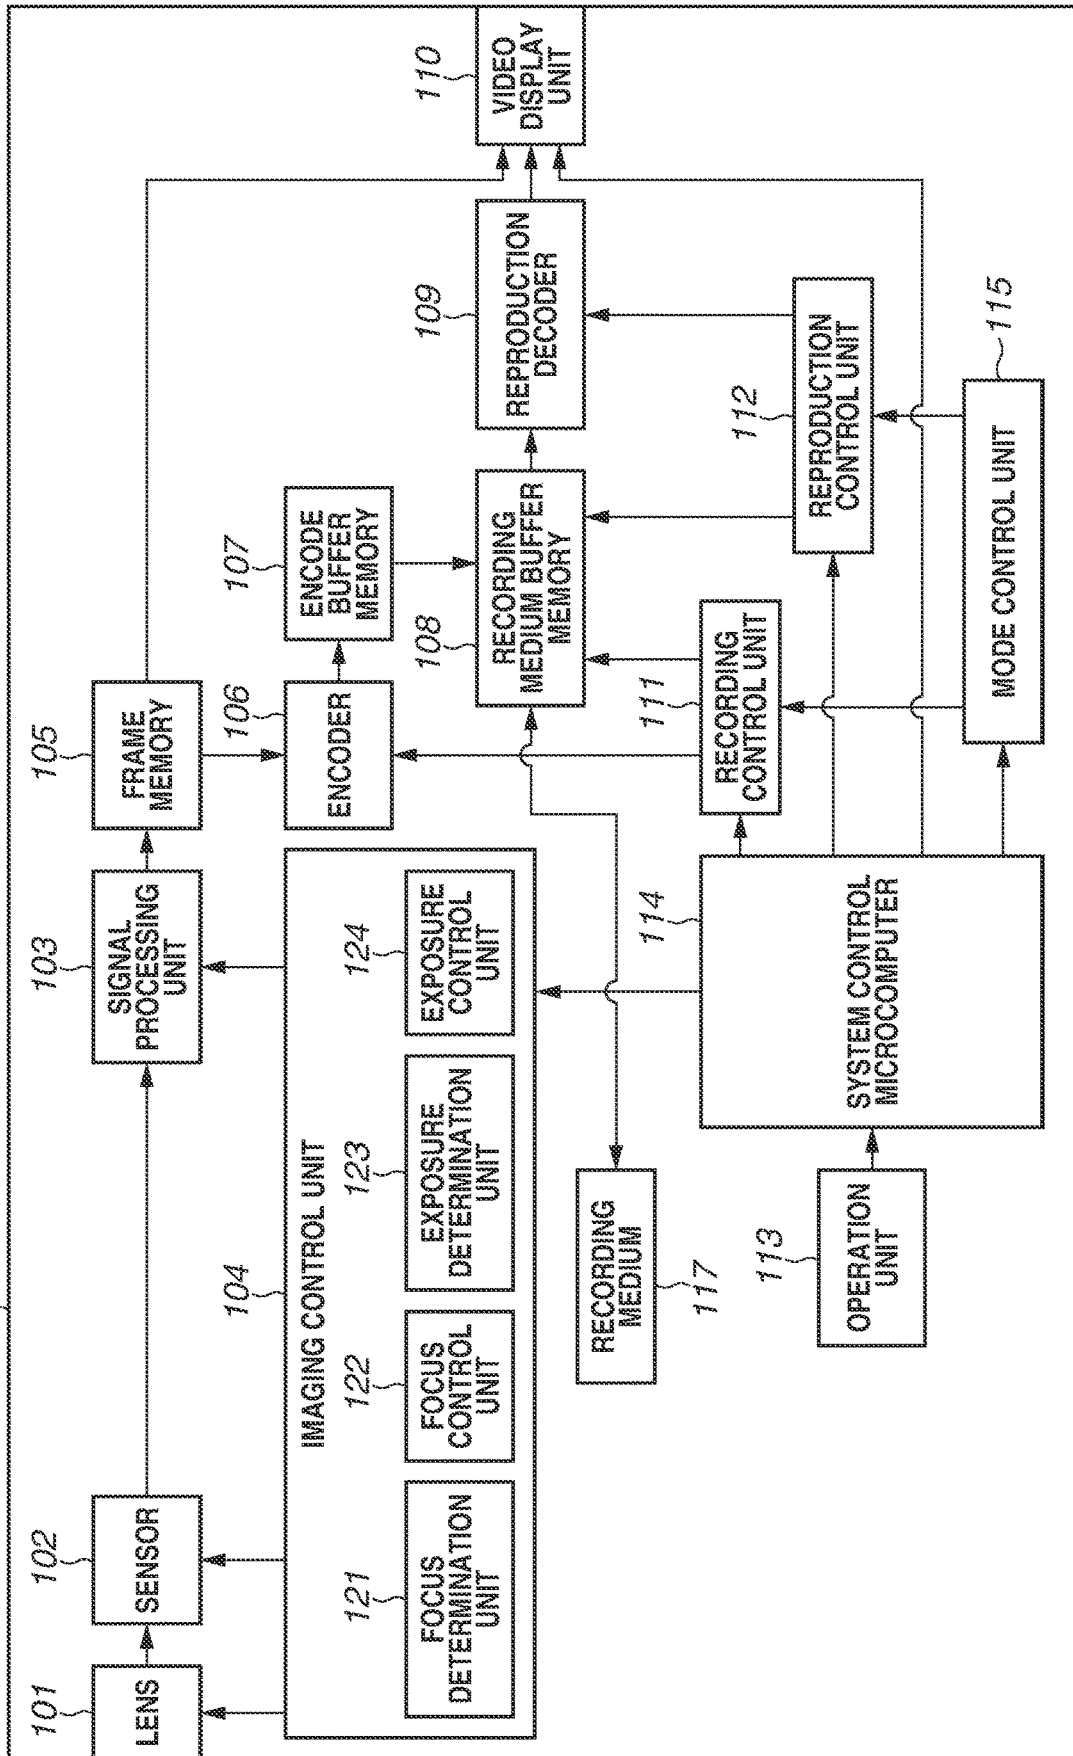 101
LENS
102
SENSOR
103
SIGNAL
PROCESSING
UNIT
105
FRAME
MEMORY
104
IMAGING CONTROL UNIT
121
FOCUS
DETERMINATION
UNIT
122
FOCUS
CONTROL
UNIT
123
EXPOSURE
DETERMINATION
UNIT
124
EXPOSURE
CONTROL
UNIT
106
ENCODER
107
ENCODE
BUFFER
MEMORY
108
RECORDING
MEDIUM BUFFER
MEMORY
109
REPRODUCTION
DECODER
110
VIDEO
DISPLAY
UNIT
RECORDING
MEDIUM
117
111
RECORDING
CONTROL UNIT
112
REPRODUCTION
CONTROL UNIT
113
OPERATION
UNIT
114
SYSTEM CONTROL
MICROCOMPUTER
MODE CONTROL UNIT
115